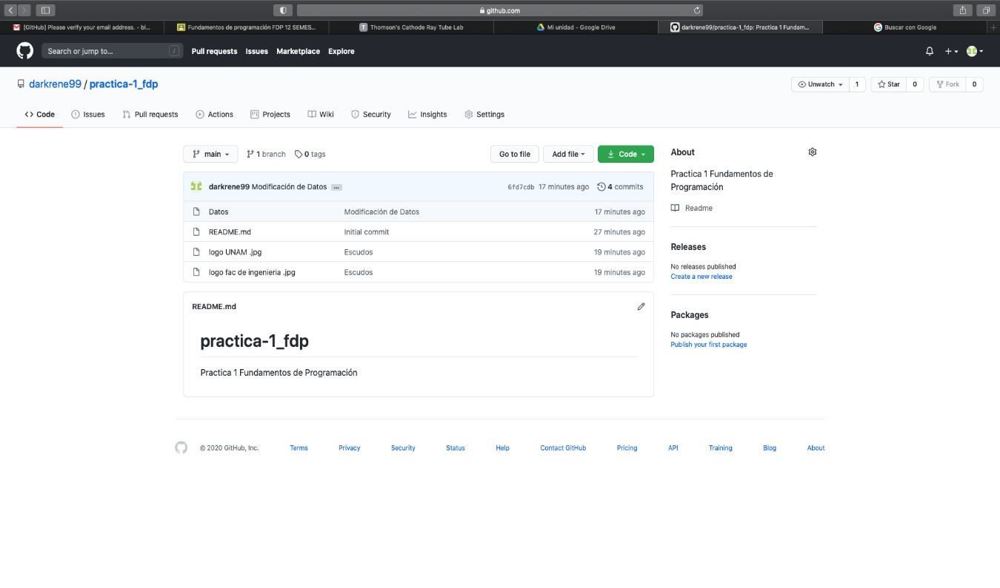 github.com
[GitHub] Please verify your email address. - bl...
Fundamentos de programación FDP 12 SEMES...
Thomson's Cathode Ray Tube Lab
Mi unidad - Google Drive
darkrene99/practica-1_fdp: Practica 1 Fundam...
Buscar con Google
Search or jump to... /
Pull requests Issues Marketplace Explore
darkrene99 / practica-1_fdp
Unwatch 1 Star 0 Fork 0
Code Issues Pull requests Actions Projects Wiki Security Insights Settings
main 1 branch 0 tags Go to file Add file Code
darkrene99 Modificación de Datos ... 6fd7cdb 17 minutes ago 4 commits
Datos Modificación de Datos 17 minutes ago
README.md Initial commit 27 minutes ago
logo UNAM .jpg Escudos 19 minutes ago
logo fac de ingenieria .jpg Escudos 19 minutes ago
README.md
practica-1_fdp
Practica 1 Fundamentos de Programación
About
Practica 1 Fundamentos de
Programación
Readme
Releases
No releases published
Create a new release
Packages
No packages published
Publish your first package
© 2020 GitHub, Inc. Terms Privacy Security Status Help Contact GitHub Pricing API Training Blog About